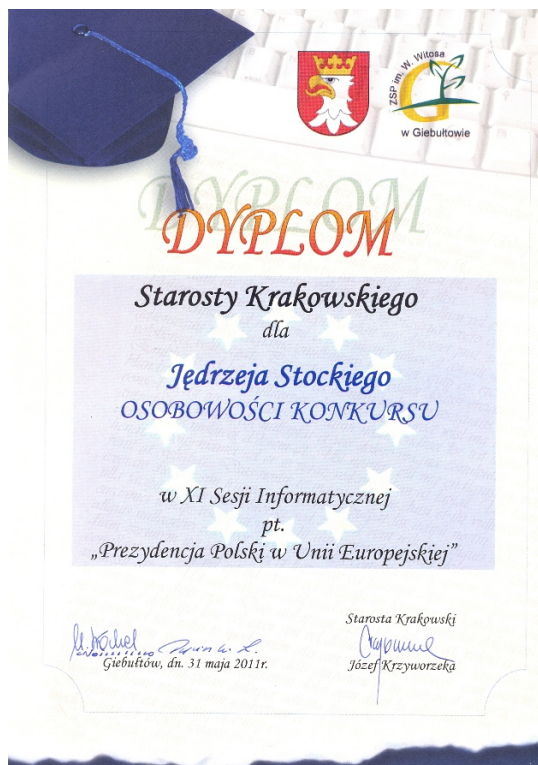 ZSP im. W. Witosa
w Giebułtowie
DYPLOM
DYPLOM
Starosty Krakowskiego
dla
Jędrzeja Stockiego
OSOBOWOŚCI KONKURSU
w XI Sesji Informatycznej
pt.
„Prezydencja Polski w Unii Europejskiej”
Starosta Krakowski
Giebułtów, dn. 31 maja 2011r.
Józef Krzyworzeka